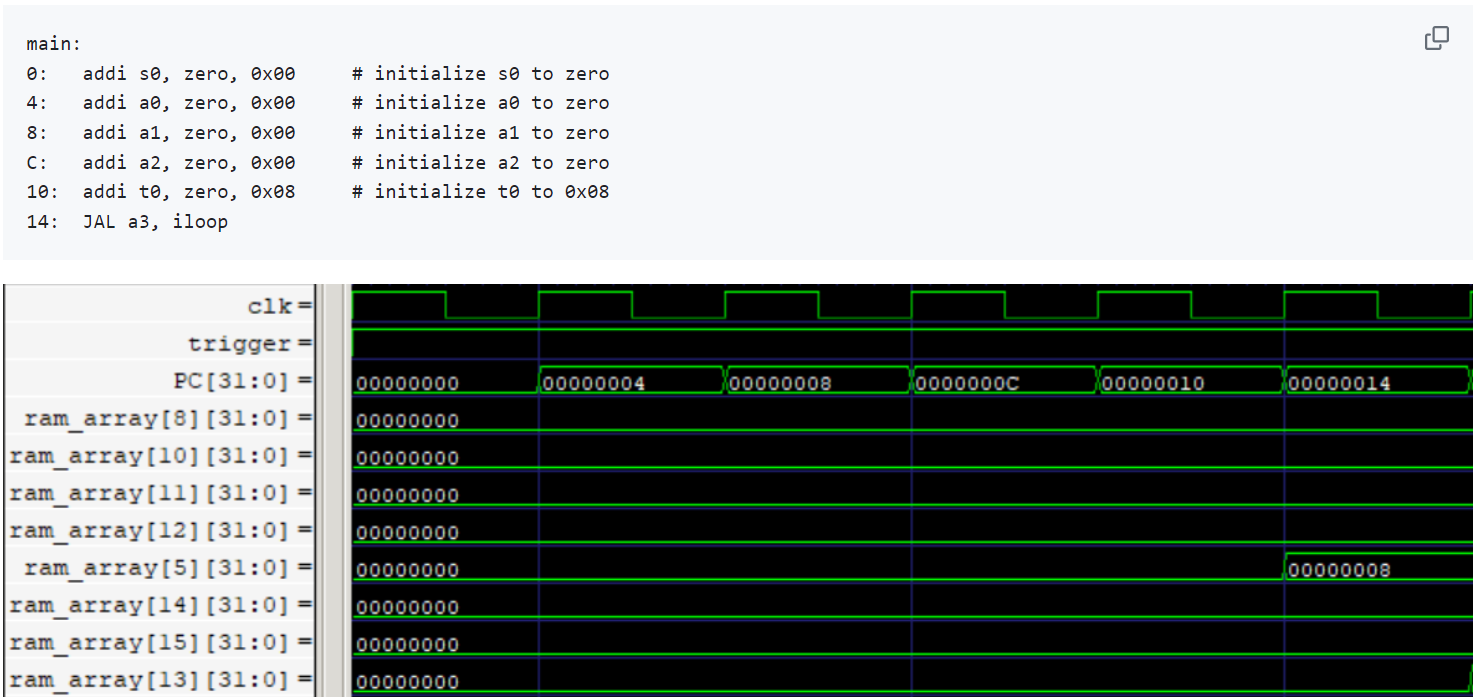 main:
0:   addi s0, zero, 0x00     # initialize s0 to zero
4:   addi a0, zero, 0x00     # initialize a0 to zero
8:   addi a1, zero, 0x00     # initialize a1 to zero
C:   addi a2, zero, 0x00     # initialize a2 to zero
10:  addi t0, zero, 0x08     # initialize t0 to 0x08
14:  JAL a3, iloop
clk=
trigger=
PC[31:0]= 00000000 00000004 00000008 0000000C 00000010 00000014
ram_array[8][31:0]= 00000000
ram_array[10][31:0]= 00000000
ram_array[11][31:0]= 00000000
ram_array[12][31:0]= 00000000
ram_array[5][31:0]= 00000000 00000008
ram_array[14][31:0]= 00000000
ram_array[15][31:0]= 00000000
ram_array[13][31:0]= 00000000